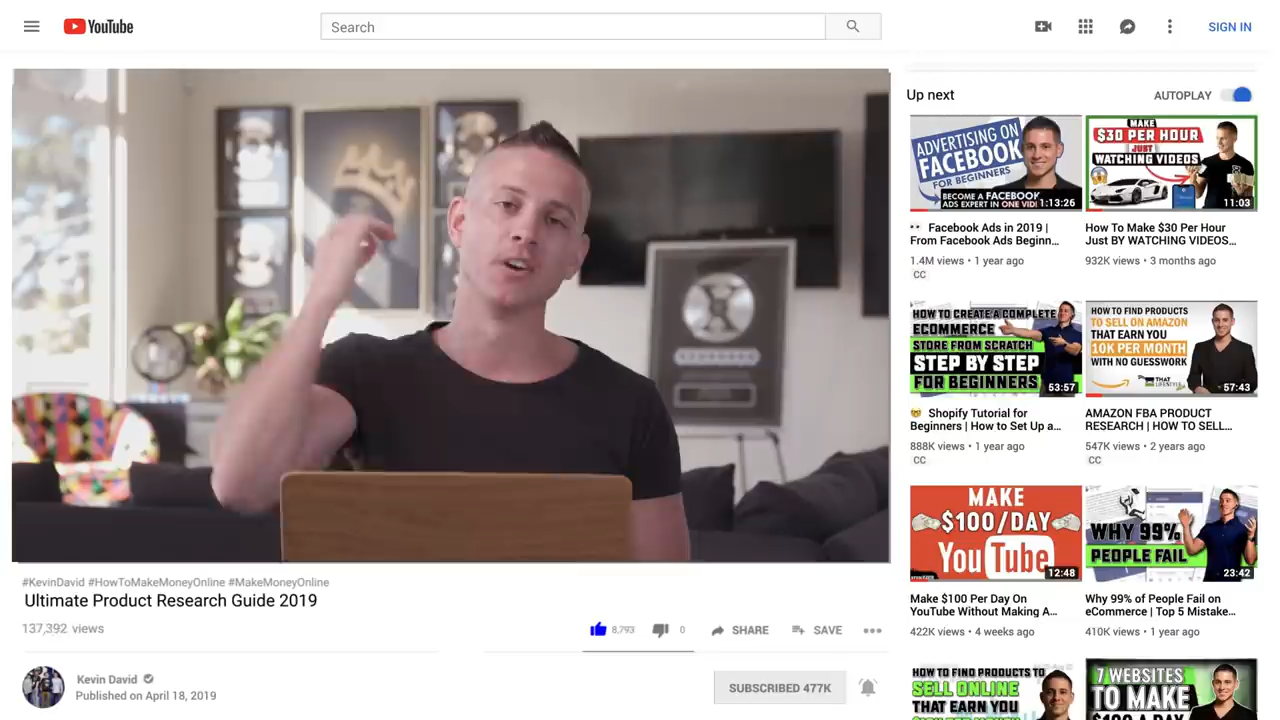 YouTube
Search
SIGN IN
Up next
AUTOPLAY
ADVERTISING ON
FACEBOOK
FOR BEGINNERS
BECOME A FACEBOOK
ADS EXPERT IN ONE VID!
1:13:26
Facebook Ads in 2019 |
From Facebook Ads Beginn...
1.4M views • 1 year ago
CC
MAKE
$30 PER HOUR
JUST
WATCHING VIDEOS
11:03
How To Make $30 Per Hour
Just BY WATCHING VIDEOS...
932K views • 3 months ago
HOW TO CREATE A COMPLETE
ECOMMERCE
STORE FROM SCRATCH
STEP BY STEP
FOR BEGINNERS
53:57
Shopify Tutorial for
Beginners | How to Set Up a...
888K views • 1 year ago
CC
HOW TO FIND PRODUCTS
TO SELL ON AMAZON
THAT EARN YOU
10K PER MONTH
WITH NO GUESSWORK
THAT
LIFESTYLE
57:43
AMAZON FBA PRODUCT
RESEARCH | HOW TO SELL...
547K views • 2 years ago
CC
MAKE
$100/DAY
YouTube
12:48
Make $100 Per Day On
YouTube Without Making A...
422K views • 4 weeks ago
WHY 99%
PEOPLE FAIL
23:42
Why 99% of People Fail on
eCommerce | Top 5 Mistake...
410K views • 1 year ago
HOW TO FIND PRODUCTS TO
SELL ONLINE
THAT EARN YOU
7 WEBSITES
TO MAKE
$100 A DAY
#KevinDavid #HowToMakeMoneyOnline #MakeMoneyOnline
Ultimate Product Research Guide 2019
137,392 views
8,793
0
SHARE
SAVE
Kevin David
Published on April 18, 2019
SUBSCRIBED 477K